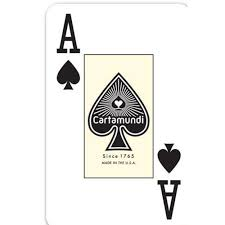 A
Cartamundi
Since 1765
MADE IN THE U.S.A.
A